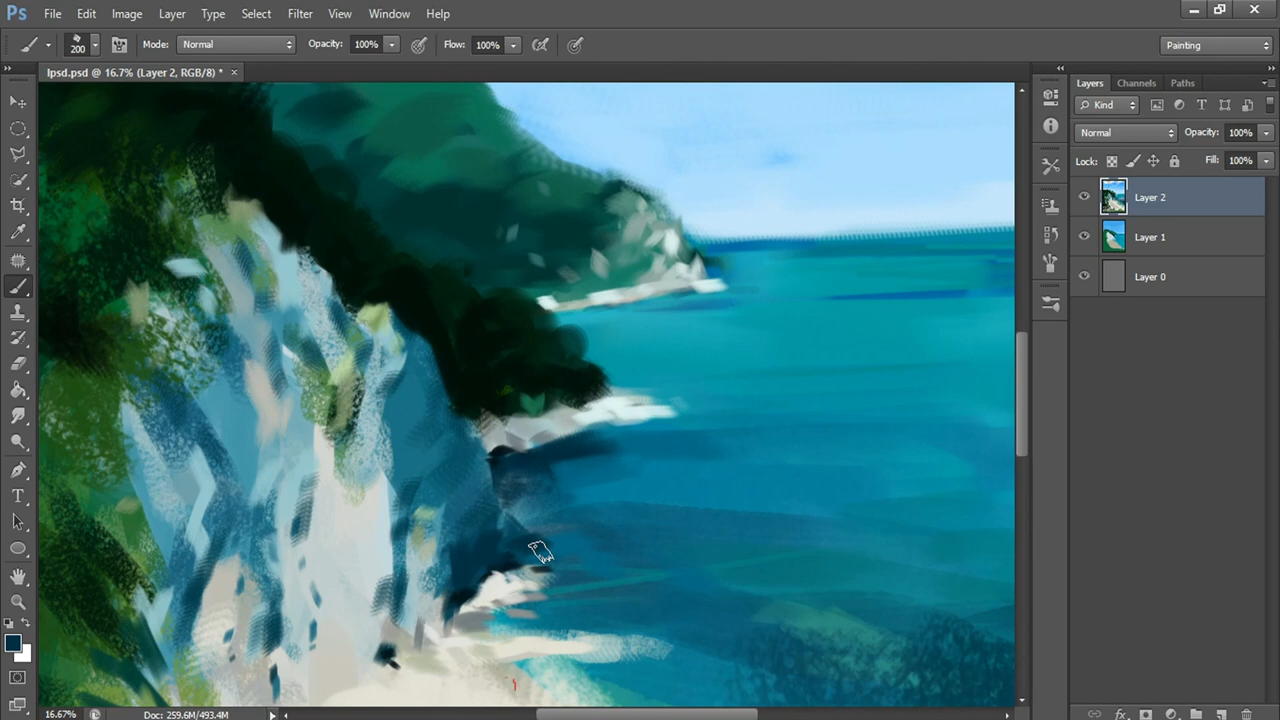 Ps File Edit Image Layer Type Select Filter View Window Help
200 Mode: Normal Opacity: 100% Flow: 100% Painting
lpsd.psd @ 16.7% (Layer 2, RGB/8) * ×
Layers Channels Paths
Kind
Normal Opacity: 100%
Lock: Fill: 100%
Layer 2
Layer 1
Layer 0
16.67% Doc: 259.6M/493.4M